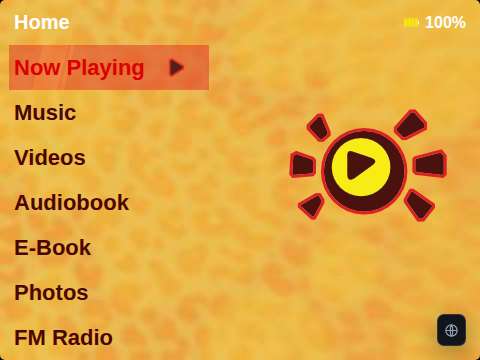 Home
100%
Now Playing
Music
Videos
Audiobook
E-Book
Photos
FM Radio